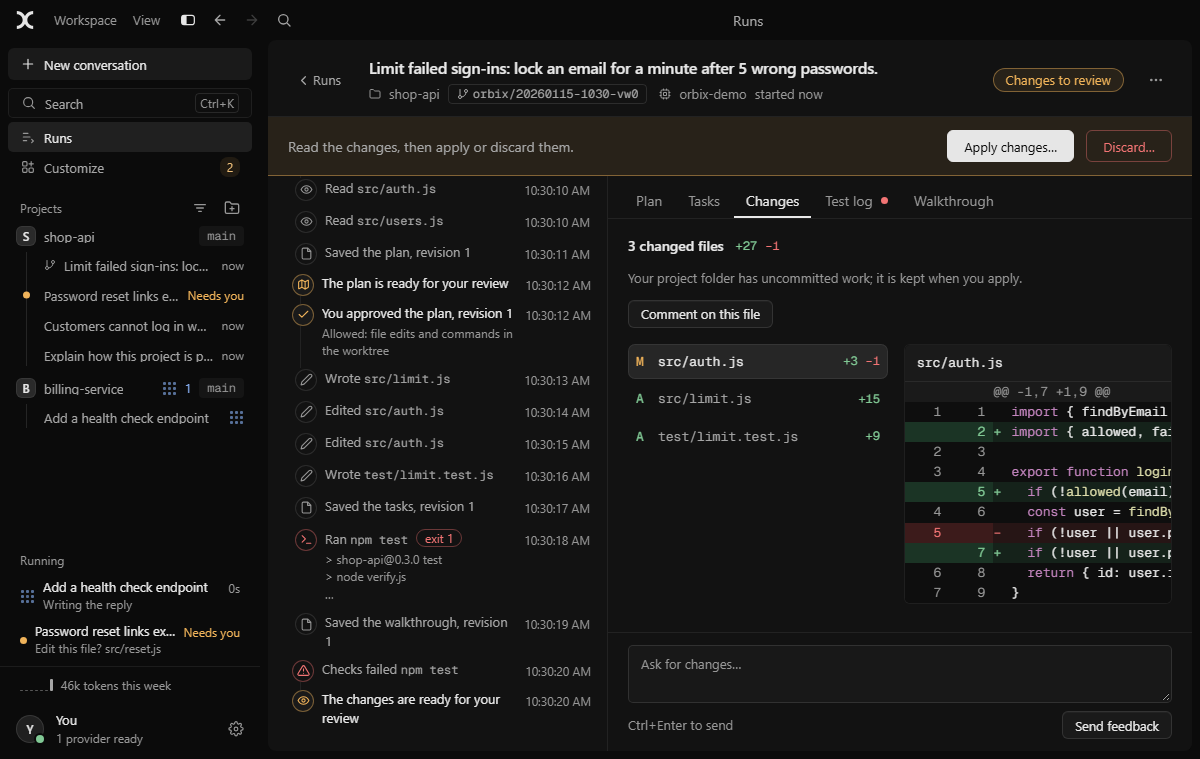 Workspace View
Runs
New conversation
Search Ctrl+K
Runs
Customize 2
Projects
S shop-api main
Limit failed sign-ins: loc... now
Password reset links e... Needs you
Customers cannot log in w... now
Explain how this project is p... now
B billing-service 1 main
Add a health check endpoint
Running
Add a health check endpoint 0s
Writing the reply
Password reset links ex... Needs you
Edit this file? src/reset.js
46k tokens this week
Y You
1 provider ready
Runs
Limit failed sign-ins: lock an email for a minute after 5 wrong passwords.
shop-api orbix/20260115-1030-vw0 orbix-demo started now
Changes to review
Read the changes, then apply or discard them.
Apply changes... Discard...
Read src/auth.js 10:30:10 AM
Read src/users.js 10:30:10 AM
Saved the plan, revision 1 10:30:11 AM
The plan is ready for your review 10:30:12 AM
You approved the plan, revision 1 10:30:12 AM
Allowed: file edits and commands in
the worktree
Wrote src/limit.js 10:30:13 AM
Edited src/auth.js 10:30:14 AM
Edited src/auth.js 10:30:15 AM
Wrote test/limit.test.js 10:30:16 AM
Saved the tasks, revision 1 10:30:17 AM
Ran npm test exit 1 10:30:18 AM
> shop-api@0.3.0 test
> node verify.js
...
Saved the walkthrough, revision 10:30:19 AM
1
Checks failed npm test 10:30:20 AM
The changes are ready for your 10:30:20 AM
review
Plan Tasks Changes Test log Walkthrough
3 changed files +27 −1
Your project folder has uncommitted work; it is kept when you apply.
Comment on this file
M src/auth.js +3 −1
A src/limit.js +15
A test/limit.test.js +9
src/auth.js
@@ -1,7 +1,9 @@
1 1 import { findByEmail
2 + import { allowed, fai
2 3
3 4 export function login
5 + if (!allowed(email)
4 6 const user = findBy
5 − if (!user || user.p
7 + if (!user || user.p
6 8 return { id: user.i
7 9 }
Ask for changes...
Ctrl+Enter to send
Send feedback